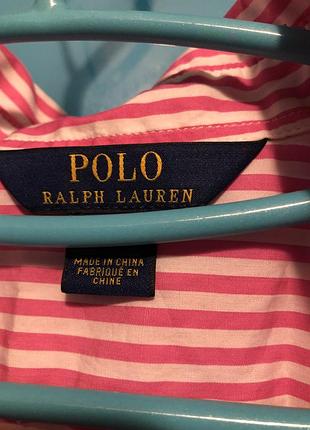 POLO
RALPH LAUREN
MADE IN CHINA
FABRIQUÉ EN
CHINE